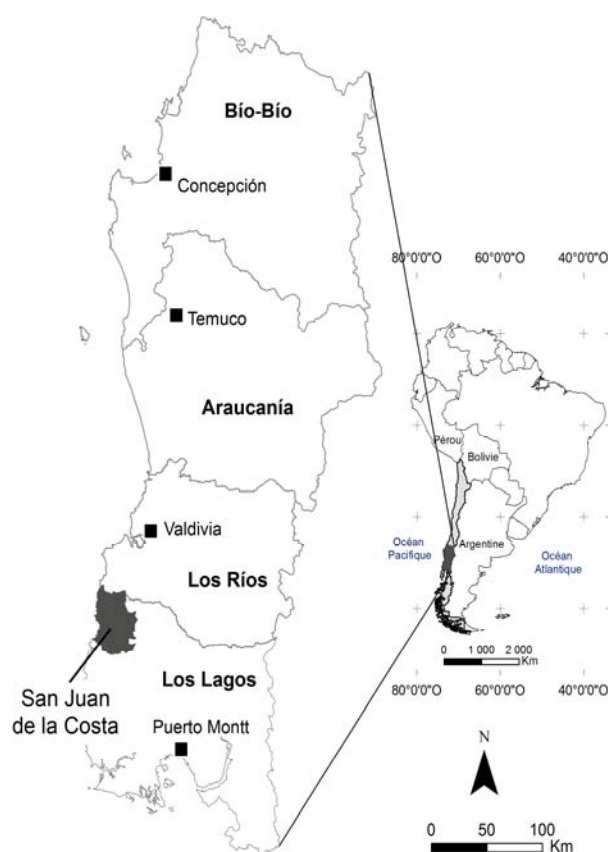 Bío-Bío
Concepción
Temuco
Araucanía
Valdivia
Los Ríos
San Juan
de la Costa
Los Lagos
Puerto Montt
80°0'0"O 60°0'0"O 40°0'0"O
Pérou
Bolivie
Argentine
Océan
Pacifique
Océan
Atlantique
0 1 000 2 000
Km
80°0'0"O 60°0'0"O 40°0'0"O
N
0 50 100
Km